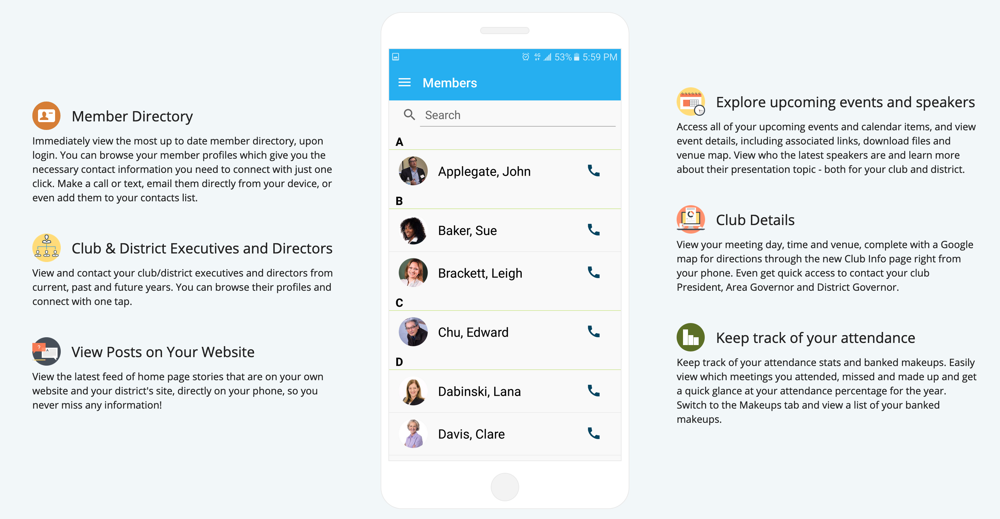 Member Directory
Immediately view the most up to date member directory, upon
login. You can browse your member profiles which give you the
necessary contact information you need to connect with just one
click. Make a call or text, email them directly from your device, or
even add them to your contacts list.
Club & District Executives and Directors
View and contact your club/district executives and directors from
current, past and future years. You can browse their profiles and
connect with one tap.
?
A
View Posts on Your Website
View the latest feed of home page stories that are on your own
website and your district's site, directly on your phone, so you
never miss any information!
4G 53% 5:59 PM
Members
Search
A
Applegate, John
B
Baker, Sue
Brackett, Leigh
C
Chu, Edward
D
Dabinski, Lana
Davis, Clare
Explore upcoming events and speakers
Access all of your upcoming events and calendar items, and view
event details, including associated links, download files and
venue map. View who the latest speakers are and learn more
about their presentation topic - both for your club and district.
Club Details
View your meeting day, time and venue, complete with a Google
map for directions through the new Club Info page right from
your phone. Even get quick access to contact your club
President, Area Governor and District Governor.
Keep track of your attendance
Keep track of your attendance stats and banked makeups. Easily
view which meetings you attended, missed and made up and get
a quick glance at your attendance percentage for the year.
Switch to the Makeups tab and view a list of your banked
makeups.